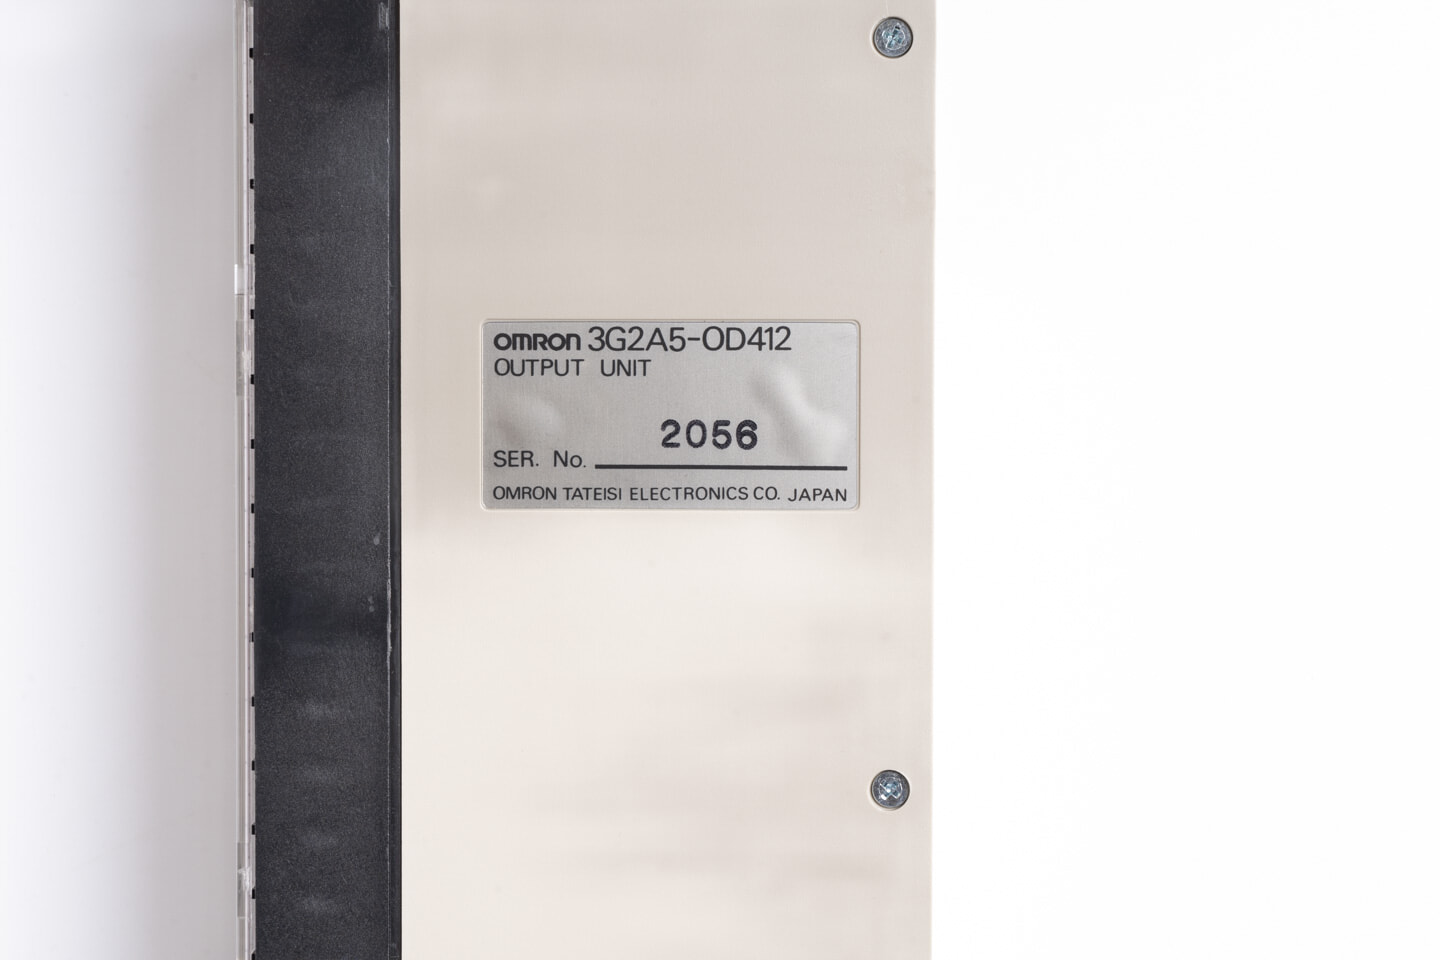 OMRON 3G2A5-OD412
OUTPUT UNIT
2056
SER. No.
OMRON TATEISI ELECTRONICS CO. JAPAN